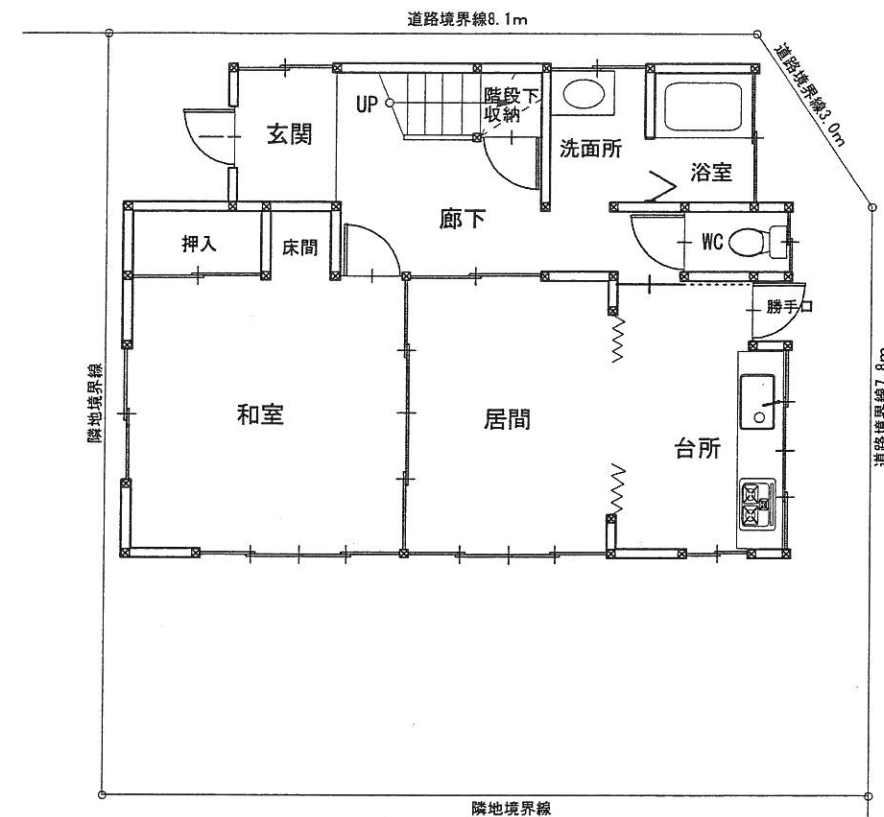 道路境界線8.1m
道路境界線3.0m
UP
階段下
収納
玄関
洗面所
浴室
廊下
WC
押入
床間
勝手口
隣地境界線
和室
居間
台所
道路境界線7.8m
隣地境界線